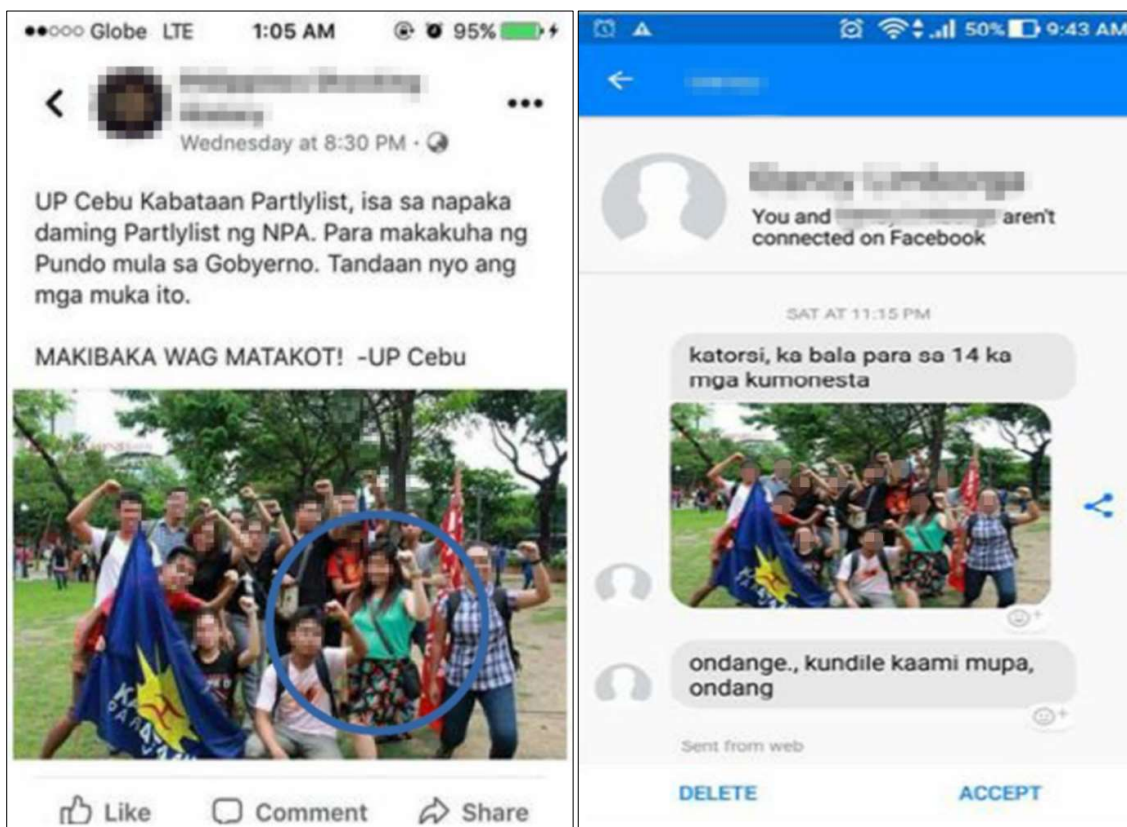 Globe LTE 1:05 AM 95%
Wednesday at 8:30 PM ·
UP Cebu Kabataan Partlylist, isa sa napaka
daming Partlylist ng NPA. Para makakuha ng
Pundo mula sa Gobyerno. Tandaan nyo ang
mga muka ito.
MAKIBAKA WAG MATAKOT! -UP Cebu
Like Comment Share
50% 9:43 AM
You and aren't
connected on Facebook
SAT AT 11:15 PM
katorsi, ka bala para sa 14 ka
mga kumonesta
ondange., kundile kaami mupa,
ondang
Sent from web
DELETE ACCEPT